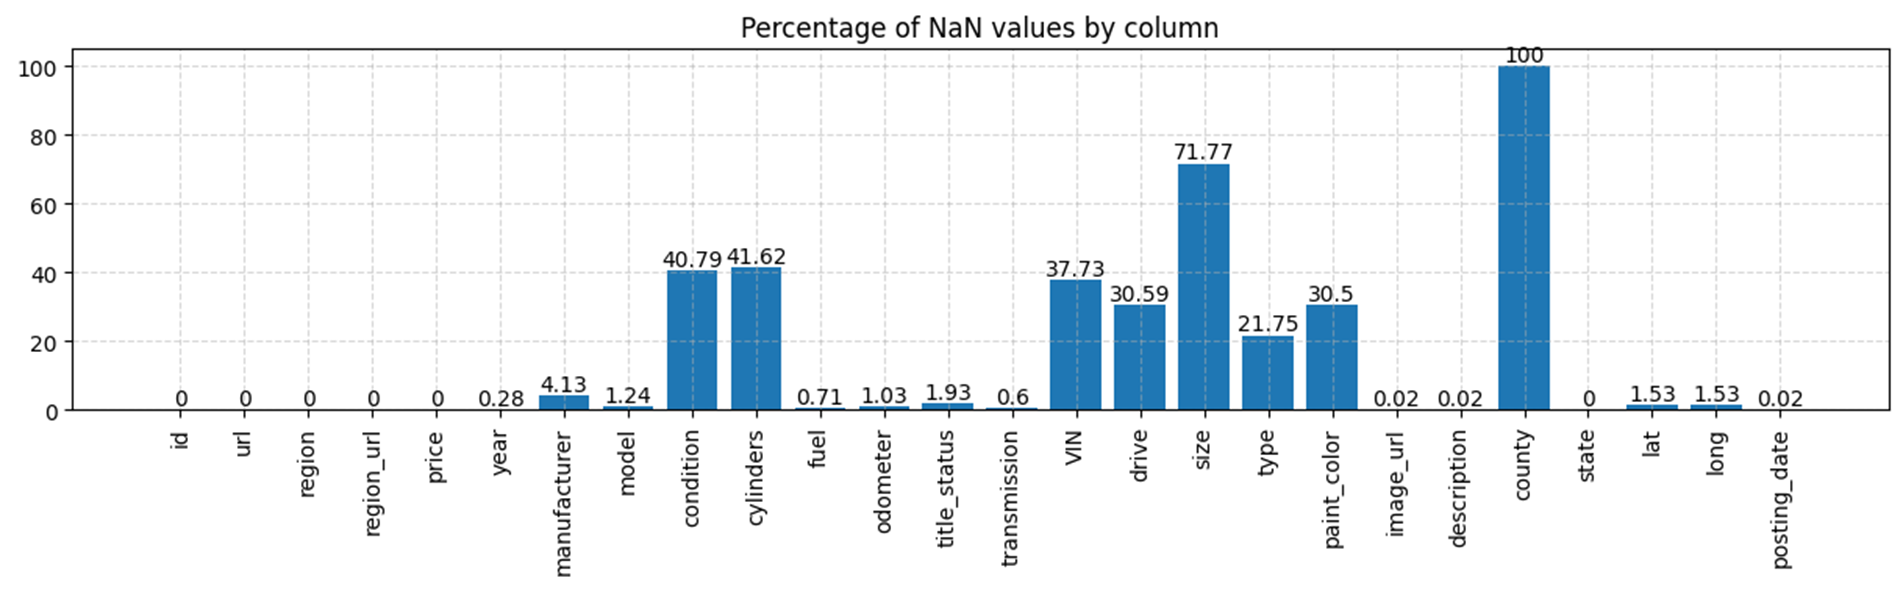 Percentage of NaN values by column
100
80
60
40
20
0
0
0
0
0
0
0.28
4.13
1.24
40.79
41.62
0.71
1.03
1.93
0.6
37.73
30.59
71.77
21.75
30.5
0.02
0.02
100
0
1.53
1.53
0.02
id
url
region
region_url
price
year
manufacturer
model
condition
cylinders
fuel
odometer
title_status
transmission
VIN
drive
size
type
paint_color
image_url
description
county
state
lat
long
posting_date